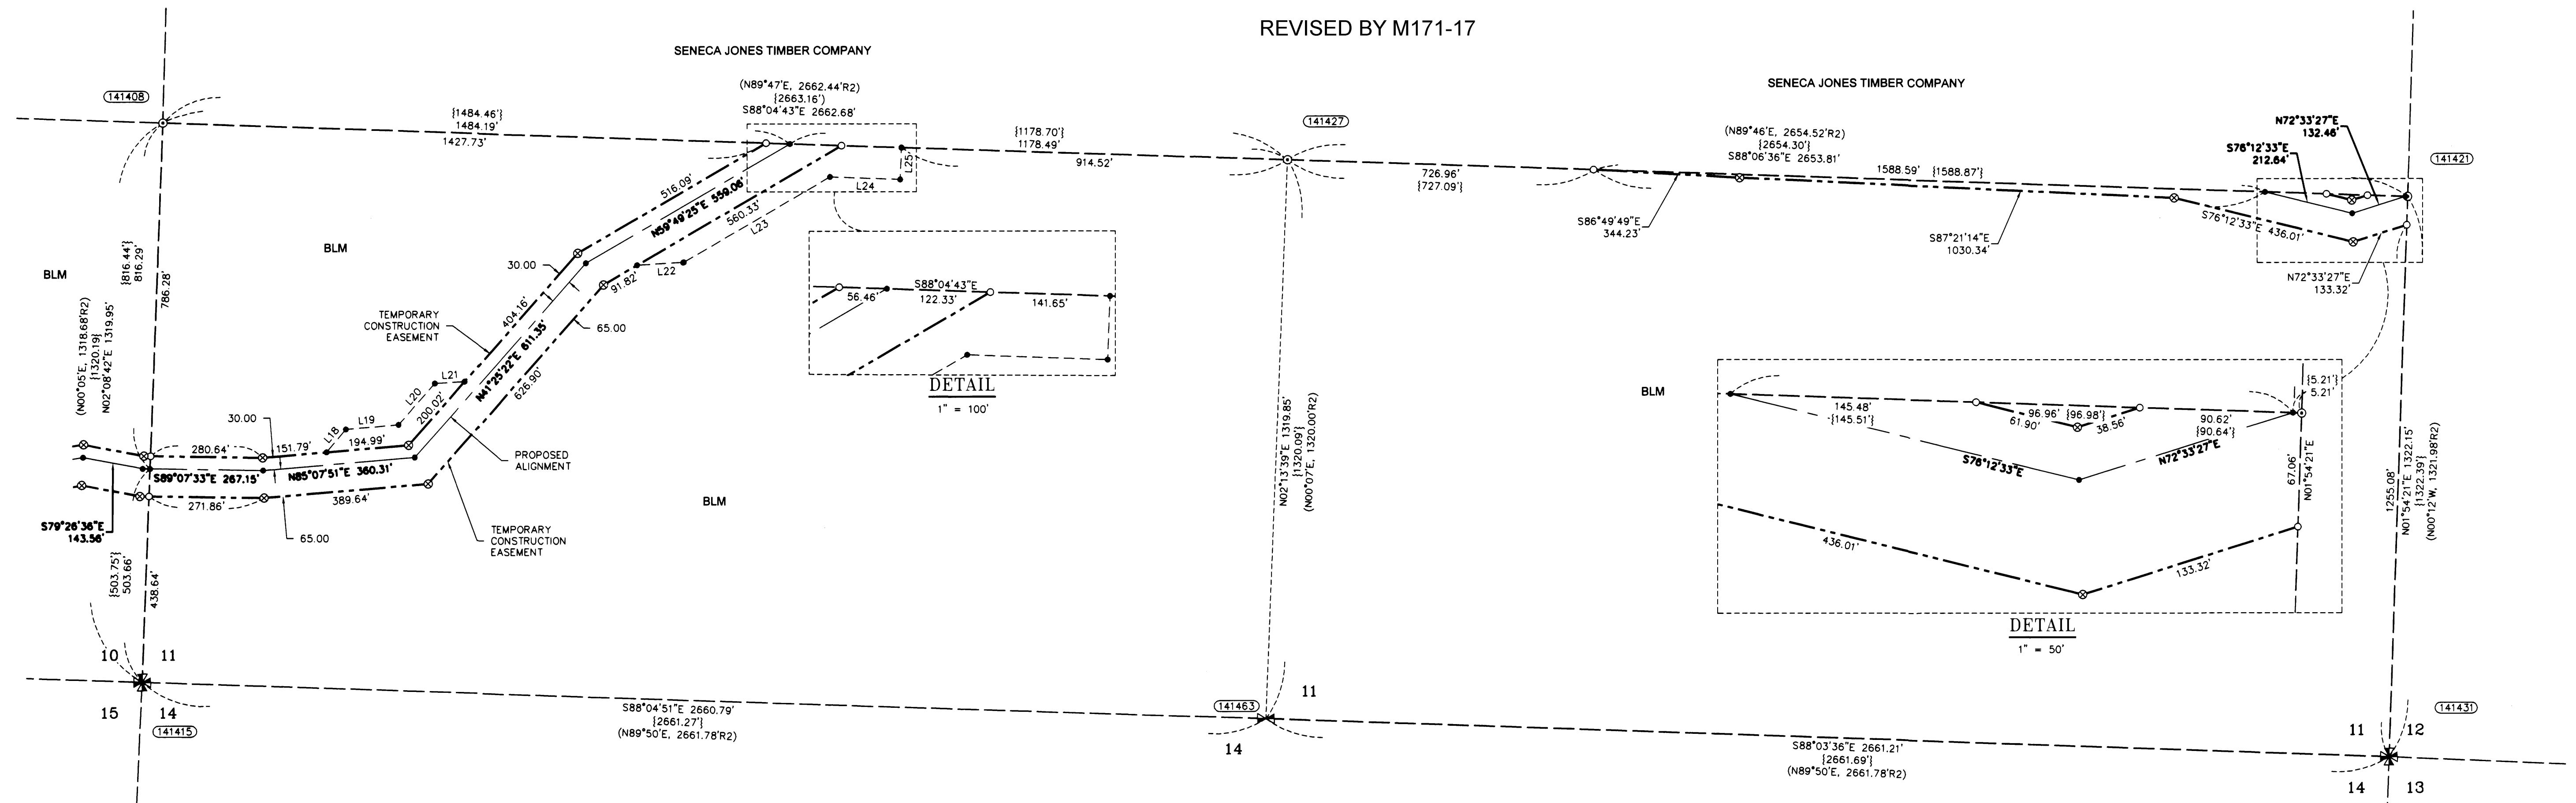 REVISED BY M171-17
SENECA JONES TIMBER COMPANY
SENECA JONES TIMBER COMPANY
141408
{1484.46'}
1484.19'
1427.73'
(N89°47'E, 2662.44'R2)
{2663.16'}
S88°04'43"E 2662.68'
{1178.70'}
1178.49'
914.52'
141427
726.96'
{727.09'}
(N89°46'E, 2654.52'R2)
{2654.30'}
S88°06'36"E 2653.81'
1588.59' {1588.87'}
S76°12'33"E
212.64'
N72°33'27"E
132.46'
141421
S86°49'49"E
344.23'
S87°21'14"E
1030.34'
S76°12'33"E 436.01'
N72°33'27"E
133.32'
BLM
BLM
{816.44'}
816.29'
786.28'
(N00°05'E, 1318.68'R2)
{1320.19}
N02°08'42"E 1319.95'
516.09'
N59°49'25"E 559.06'
560.33'
L23
L24
L25
L22
91.82'
30.00
TEMPORARY
CONSTRUCTION
EASEMENT
404.16'
N41°25'22"E 611.35'
626.90'
65.00
L21
L20
L19
L18
200.02'
30.00
280.64'
151.79'
194.99'
S89°07'33"E 267.15'
N85°07'51"E 360.31'
271.86'
389.64'
65.00
PROPOSED
ALIGNMENT
TEMPORARY
CONSTRUCTION
EASEMENT
S79°26'36"E
143.56'
{503.75'}
503.66'
438.64'
BLM
56.46'
S88°04'43"E
122.33'
141.65'
DETAIL
1" = 100'
N02°13'39"E 1319.85'
{1320.09'}
(N00°07'E, 1320.00'R2)
BLM
145.48'
{145.51'}
96.96' {96.98'}
61.90'
38.56'
90.62'
{90.64'}
{5.21'}
5.21'
S76°12'33"E
N72°33'27"E
67.06'
N01°54'21"E
436.01'
133.32'
DETAIL
1" = 50'
1255.08'
N01°54'21"E 1322.15'
{1322.39'}
(N00°12'W, 1321.98'R2)
10
11
15
14
141415
S88°04'51"E 2660.79'
{2661.27'}
(N89°50'E, 2661.78'R2)
141463
11
14
S88°03'36"E 2661.21'
{2661.69'}
(N89°50'E, 2661.78'R2)
141431
11
12
14
13